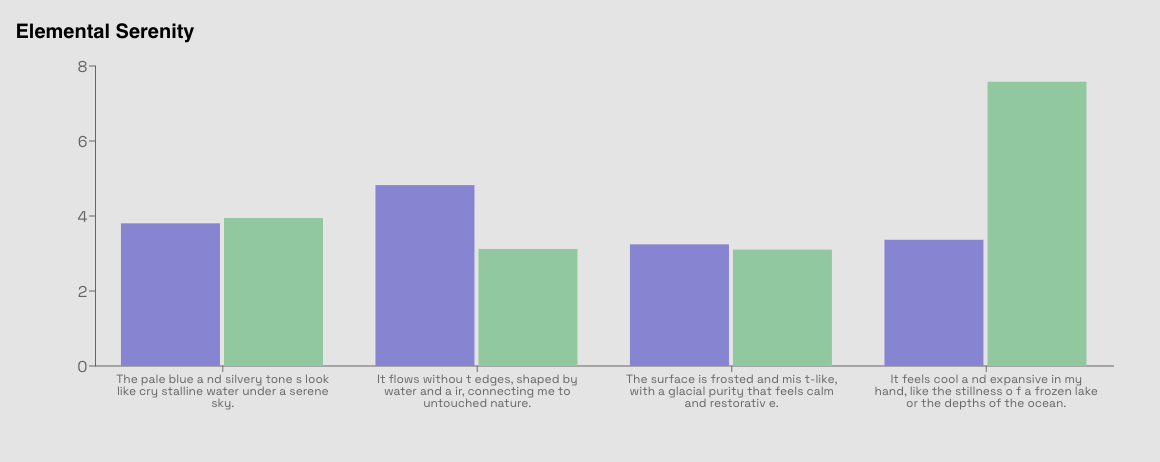 Elemental Serenity
8
6
4
2
0
The pale blue a nd silvery tone s look
like cry stalline water under a serene
sky.
It flows withou t edges, shaped by
water and a ir, connecting me to
untouched nature.
The surface is frosted and mis t-like,
with a glacial purity that feels calm
and restorativ e.
It feels cool a nd expansive in my
hand, like the stillness o f a frozen lake
or the depths of the ocean.